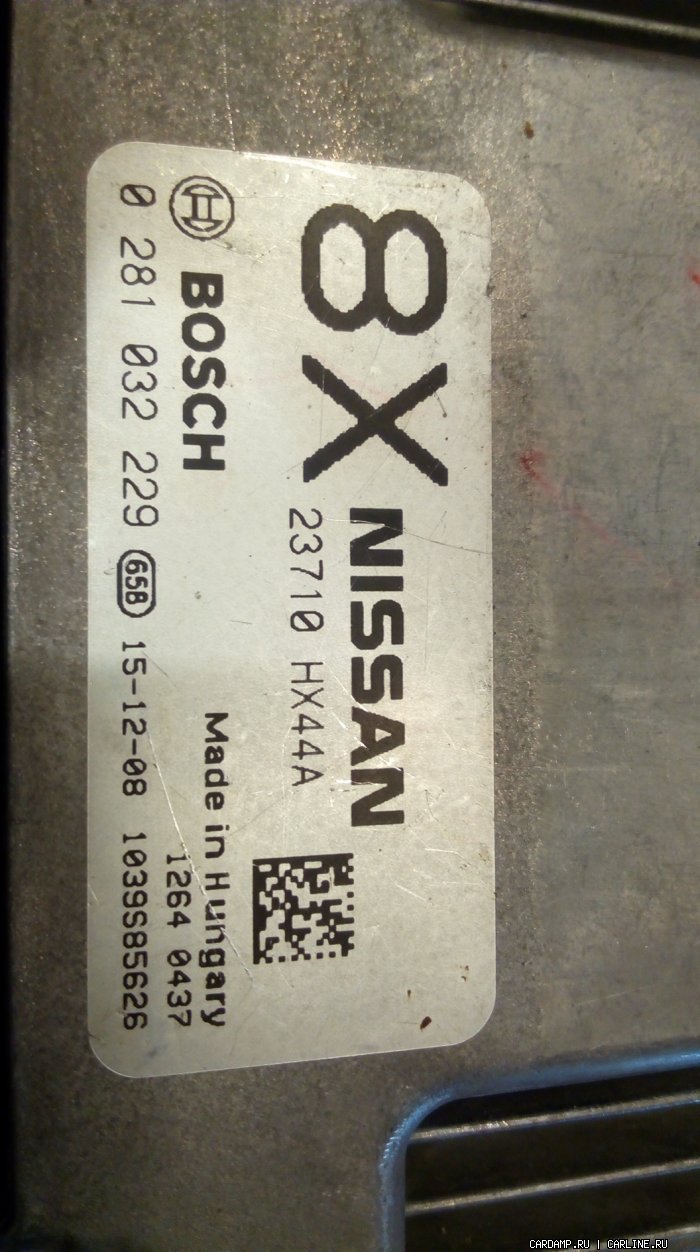 8X NISSAN
23710 HX44A
BOSCH
Made in Hungary
1264 0437
0 281 032 229 65B 15-12-08 1039S85626
CARDAMP.RU | CARLINE.RU